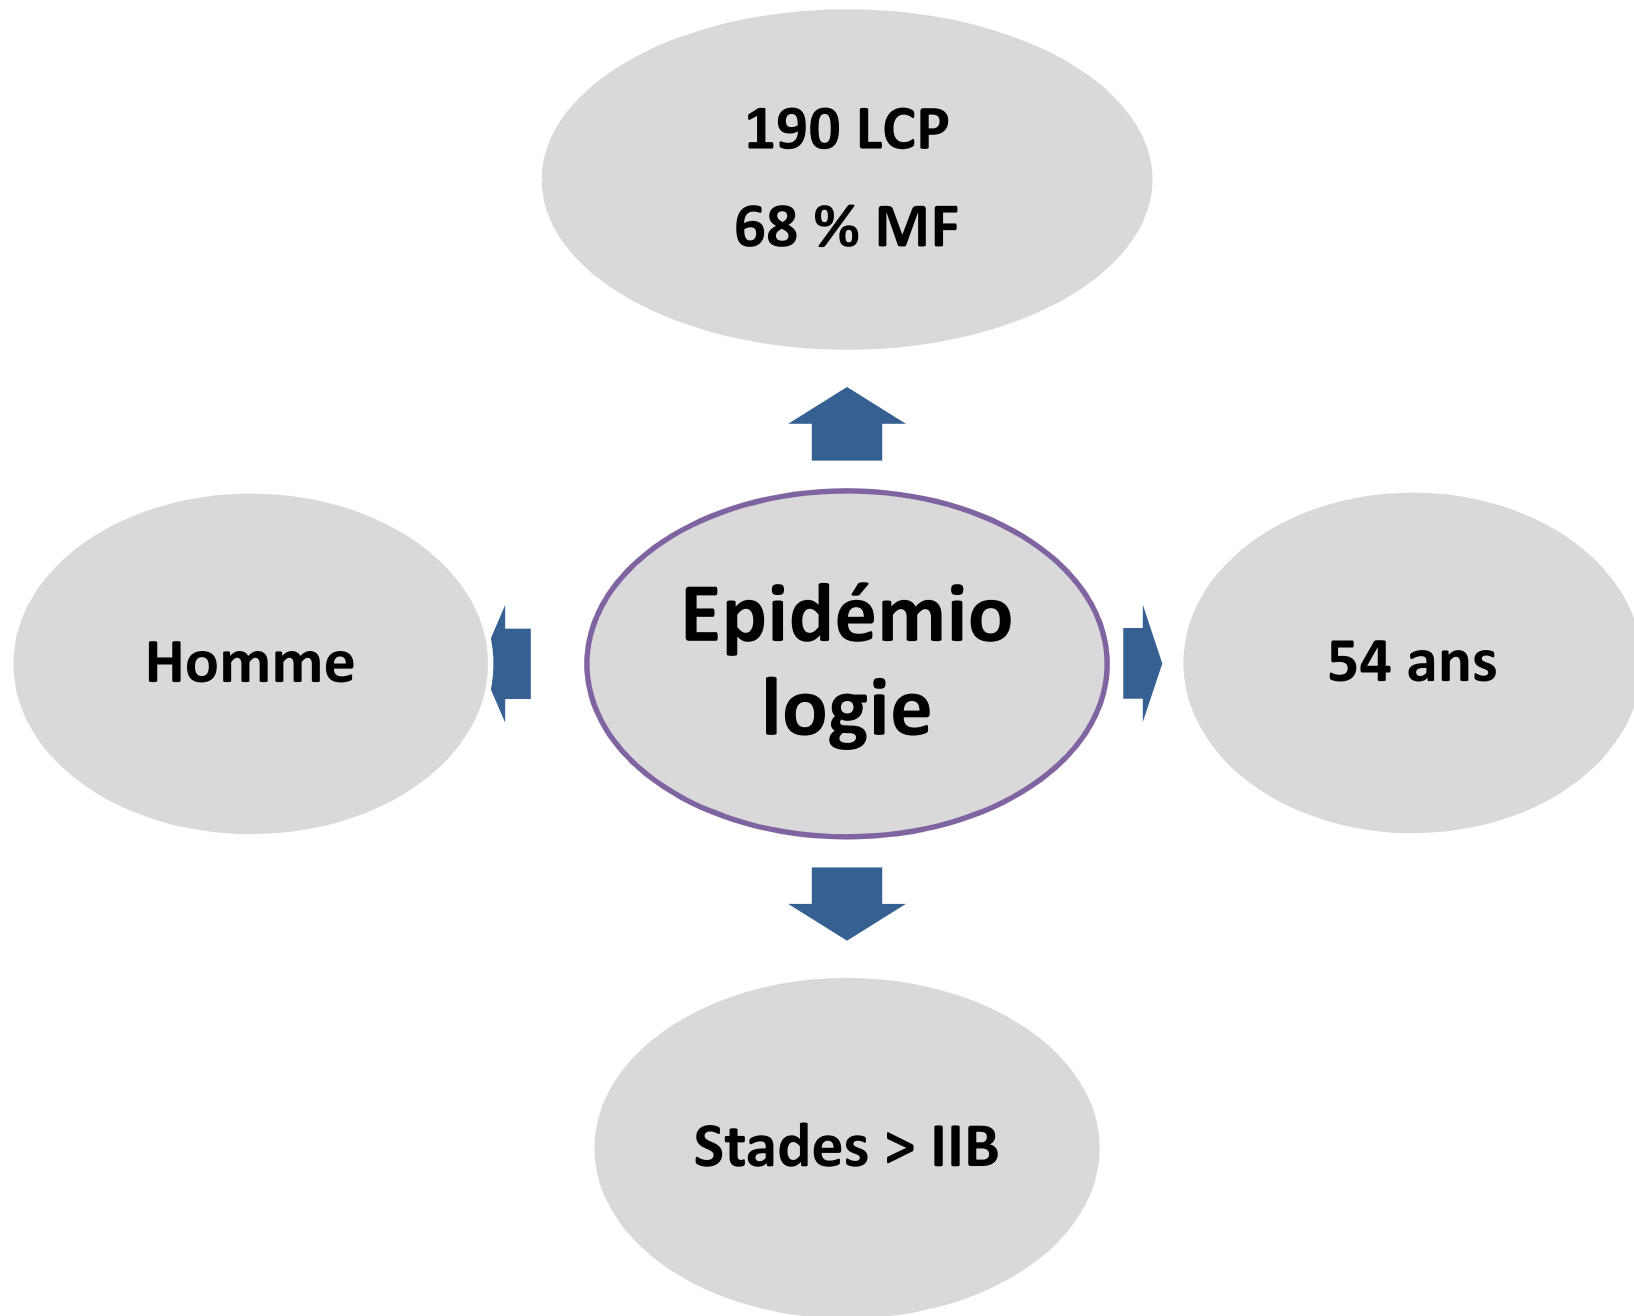 190 LCP
68 % MF
Homme
Epidémio
logie
54 ans
Stades > IIB